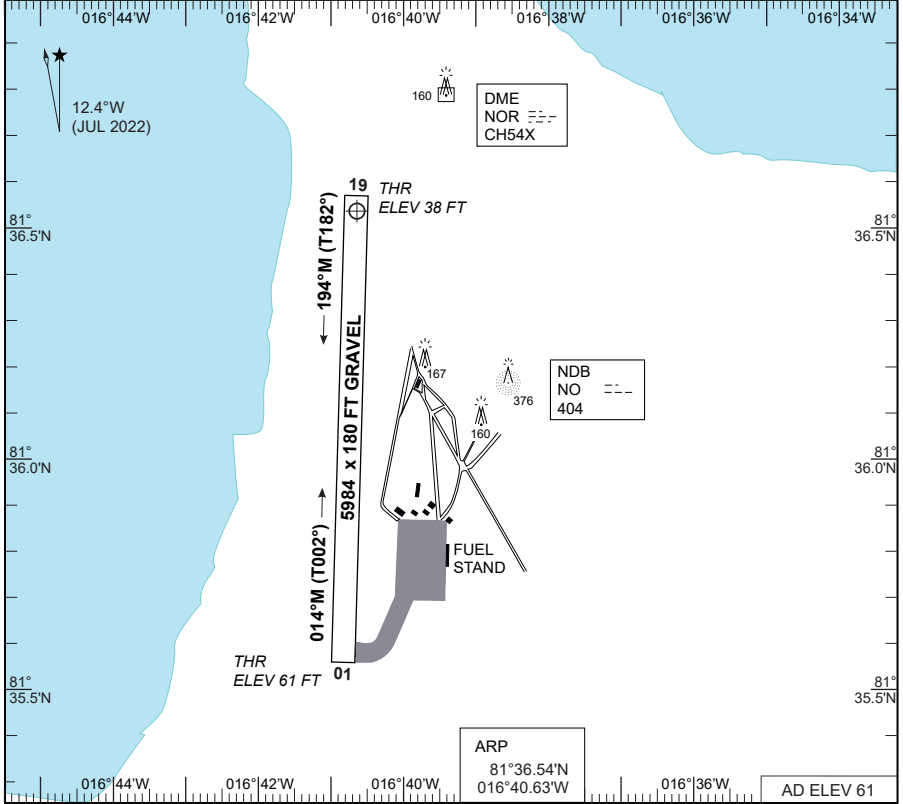 016°44'W 016°42'W 016°40'W 016°38'W 016°36'W 016°34'W
12.4°W
(JUL 2022)
160
DME
NOR
CH54X
19
THR
ELEV 38 FT
81°
36.5'N
81°
36.5'N
194°M (T182°)
5984 x 180 FT GRAVEL
014°M (T002°)
167
376
160
NDB
NO
404
81°
36.0'N
81°
36.0'N
FUEL
STAND
THR
ELEV 61 FT
01
81°
35.5'N
81°
35.5'N
ARP
81°36.54'N
016°40.63'W
016°44'W 016°42'W 016°40'W 016°36'W
AD ELEV 61